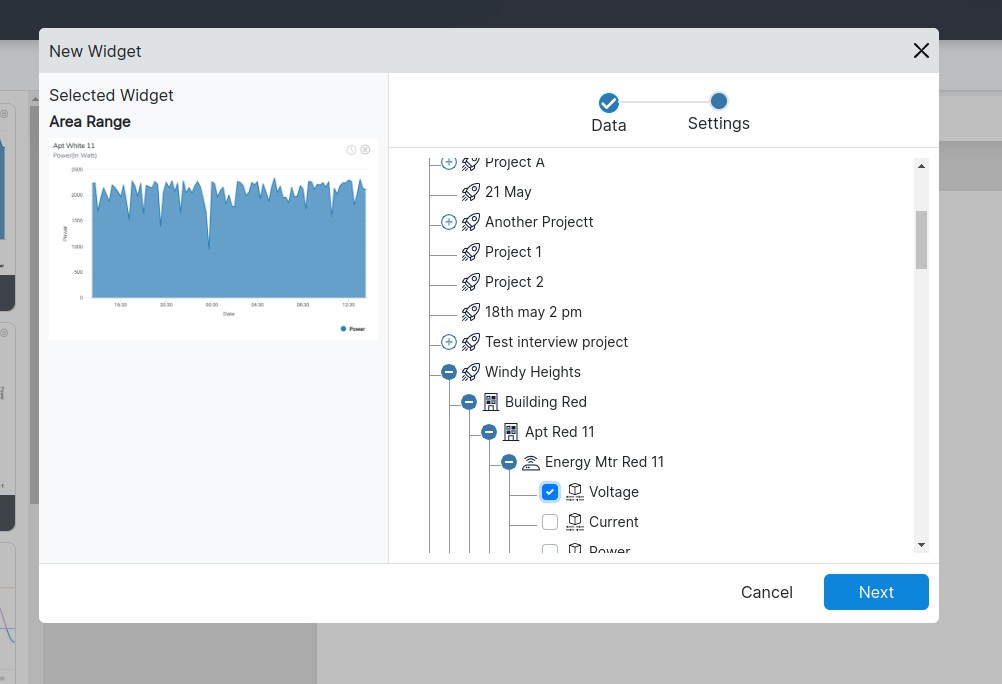 New Widget
Selected Widget
Area Range
Apt White 11
Power(in Watt)
2500
2000
1500
1000
500
0
Power
16:30
20:30
00:30
04:30
08:30
12:30
Date
Power
Data
Settings
Project A
21 May
Another Projectt
Project 1
Project 2
18th may 2 pm
Test interview project
Windy Heights
Building Red
Apt Red 11
Energy Mtr Red 11
Voltage
Current
Power
Cancel
Next